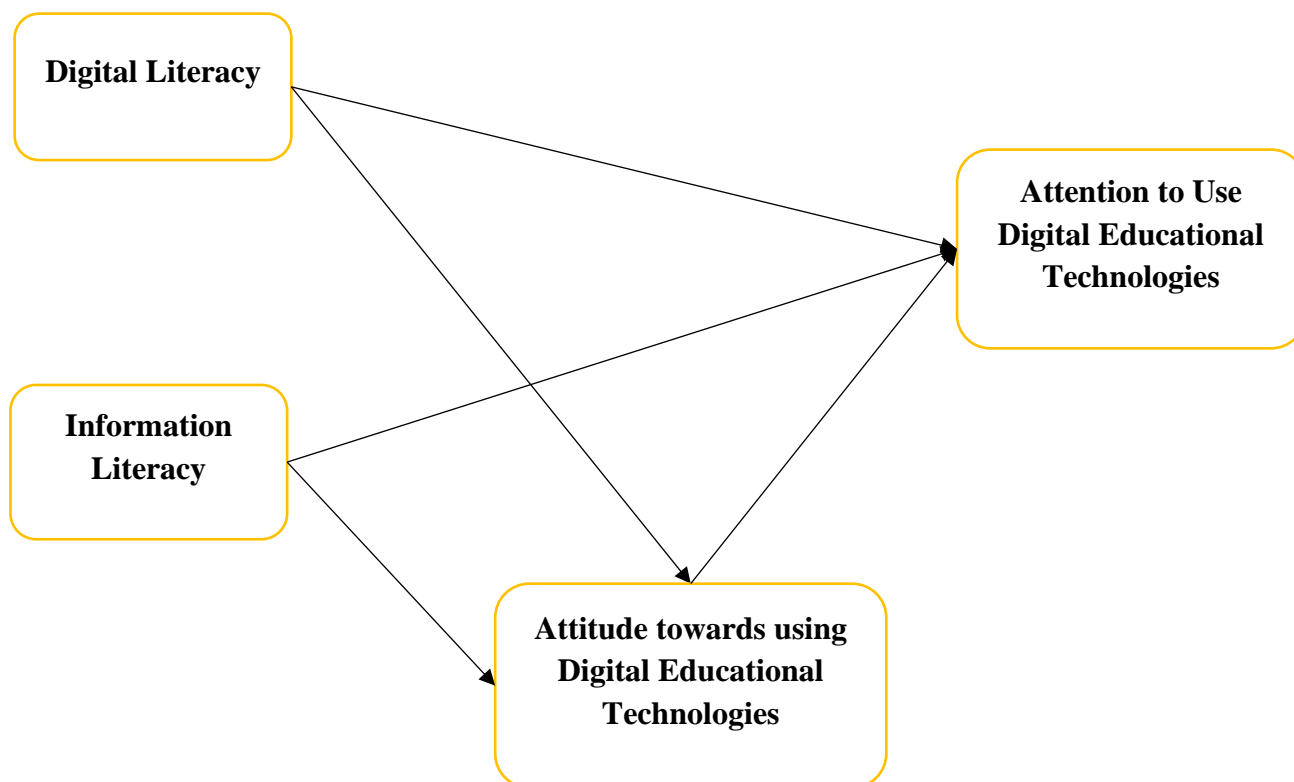 Digital Literacy
Attention to Use
Digital Educational
Technologies
Information
Literacy
Attitude towards using
Digital Educational
Technologies